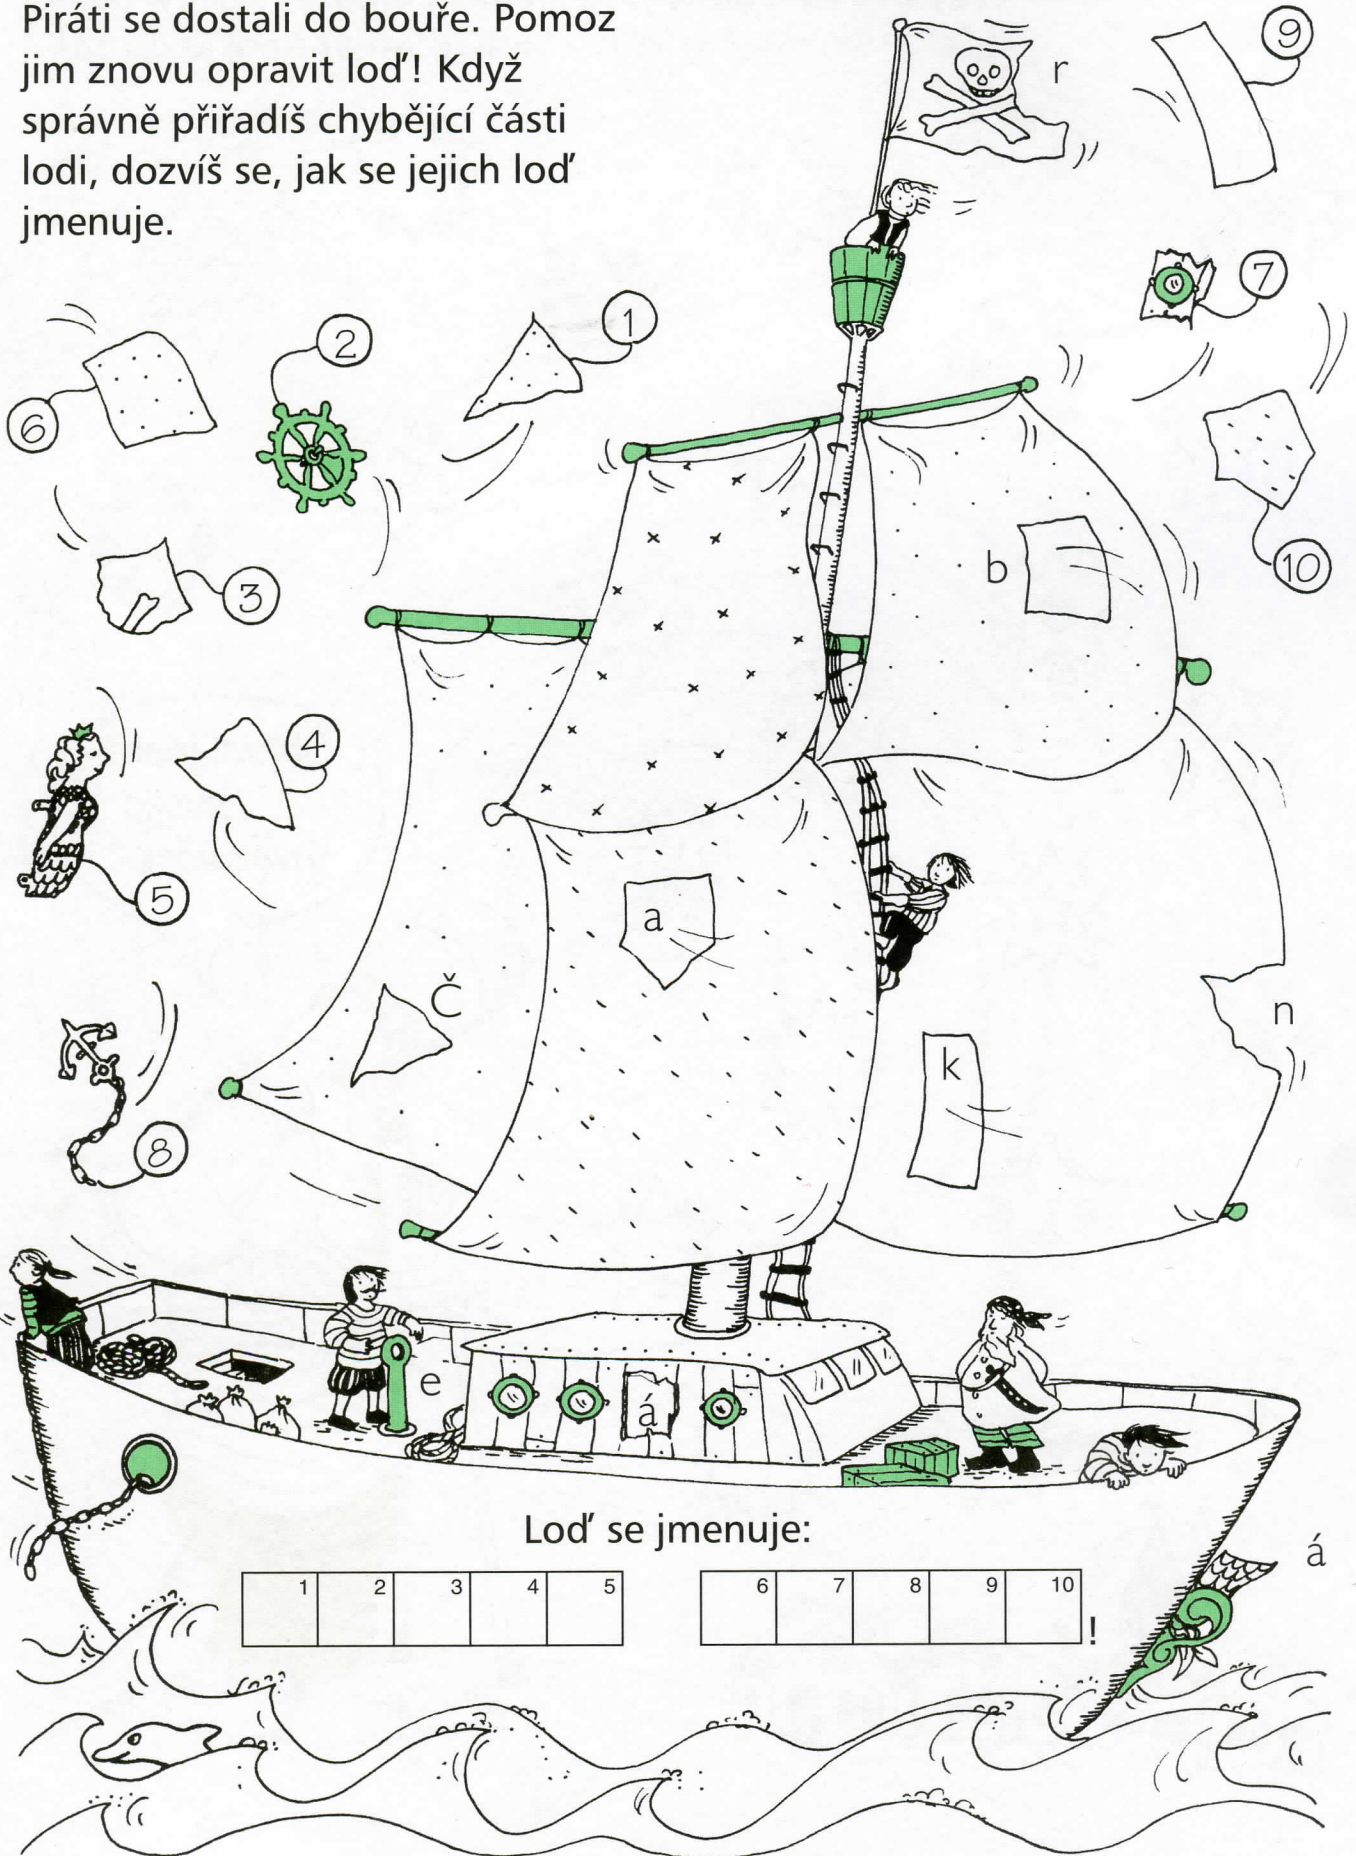 Piráti se dostali do bouře. Pomoz
jim znovu opravit loď! Když
správně přiřadíš chybějící části
lodi, dozvíš se, jak se jejich loď
jmenuje.
r
9
7
1
2
6
10
b
3
4
5
a
Č
n
k
8
e
á
Loď se jmenuje:
á
1 2 3 4 5 6 7 8 9 10 !